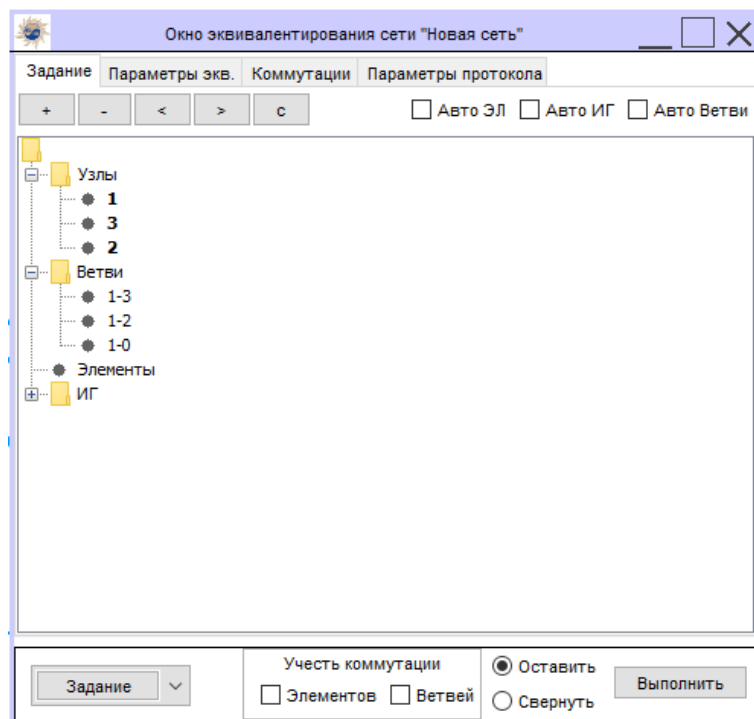 Окно эквивалентирования сети "Новая сеть"
Задание Параметры экв. Коммутации Параметры протокола
+ - < > c Авто ЭЛ Авто ИГ Авто Ветви
Узлы
1
3
2
Ветви
1-3
1-2
1-0
Элементы
ИГ
Учесть коммутации
Оставить
Задание
Выполнить
Элементов Ветвей
Свернуть